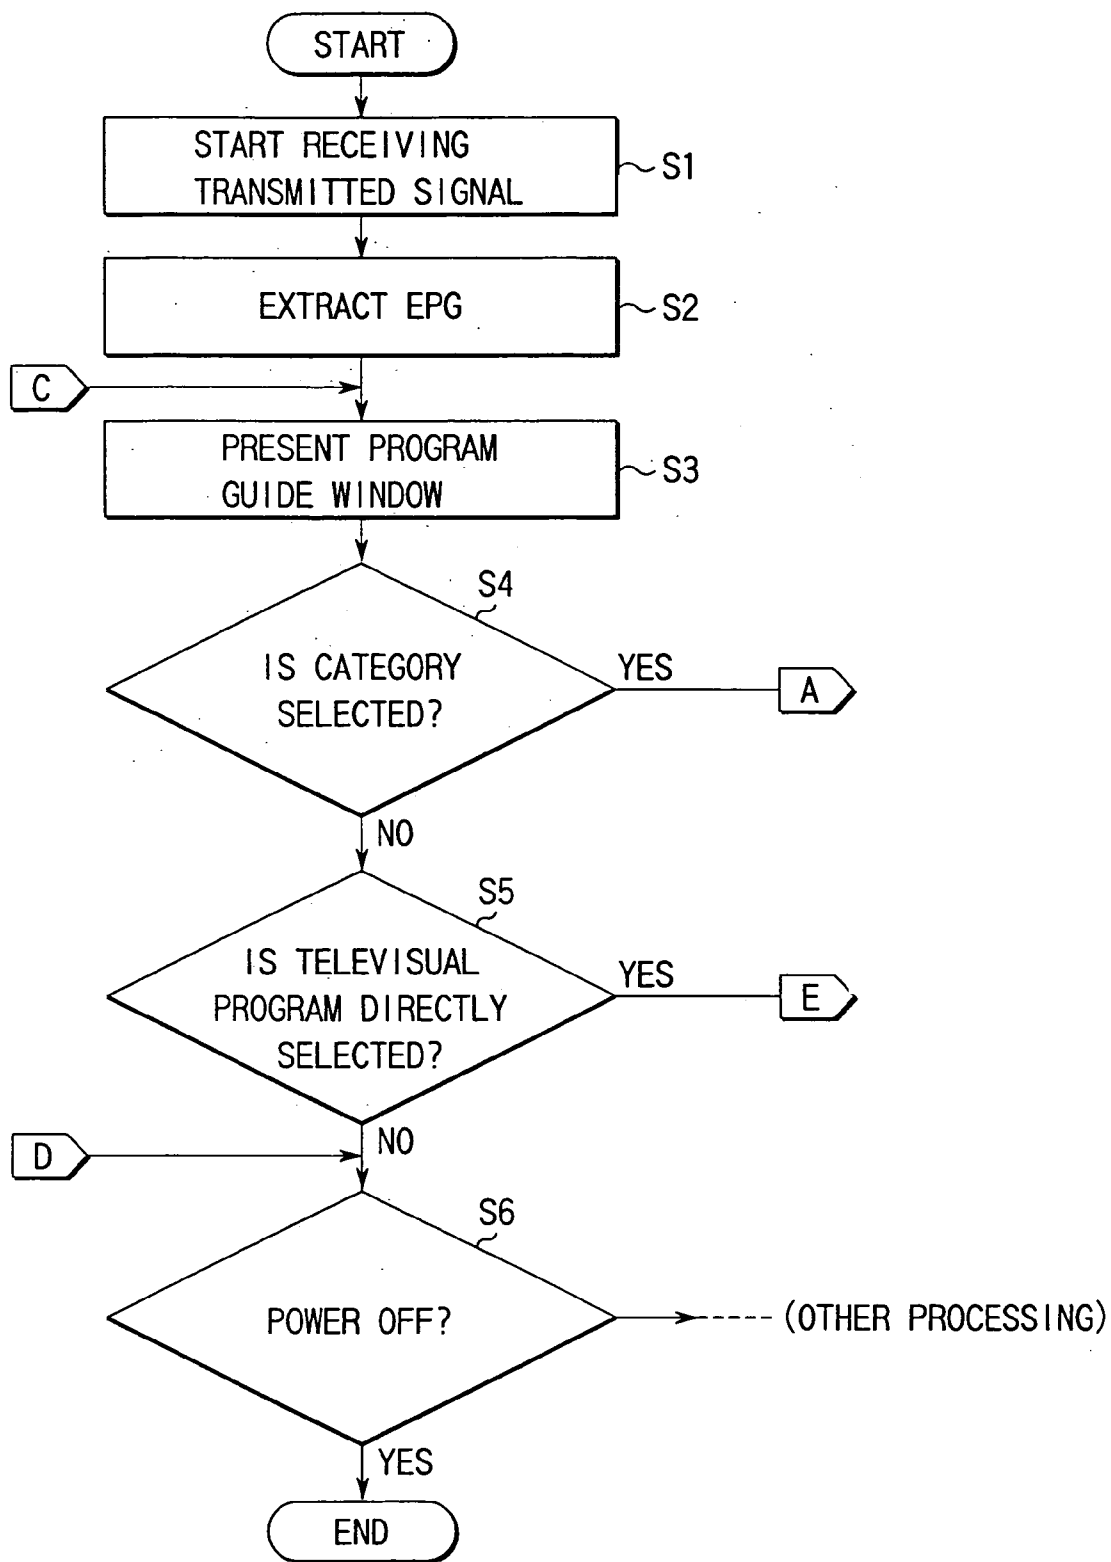 START
START RECEIVING
TRANSMITTED SIGNAL
S1
EXTRACT EPG
S2
C
PRESENT PROGRAM
GUIDE WINDOW
S3
S4
IS CATEGORY
SELECTED?
YES
A
NO
S5
IS TELEVISUAL
PROGRAM DIRECTLY
SELECTED?
YES
E
NO
D
S6
POWER OFF?
(OTHER PROCESSING)
YES
END